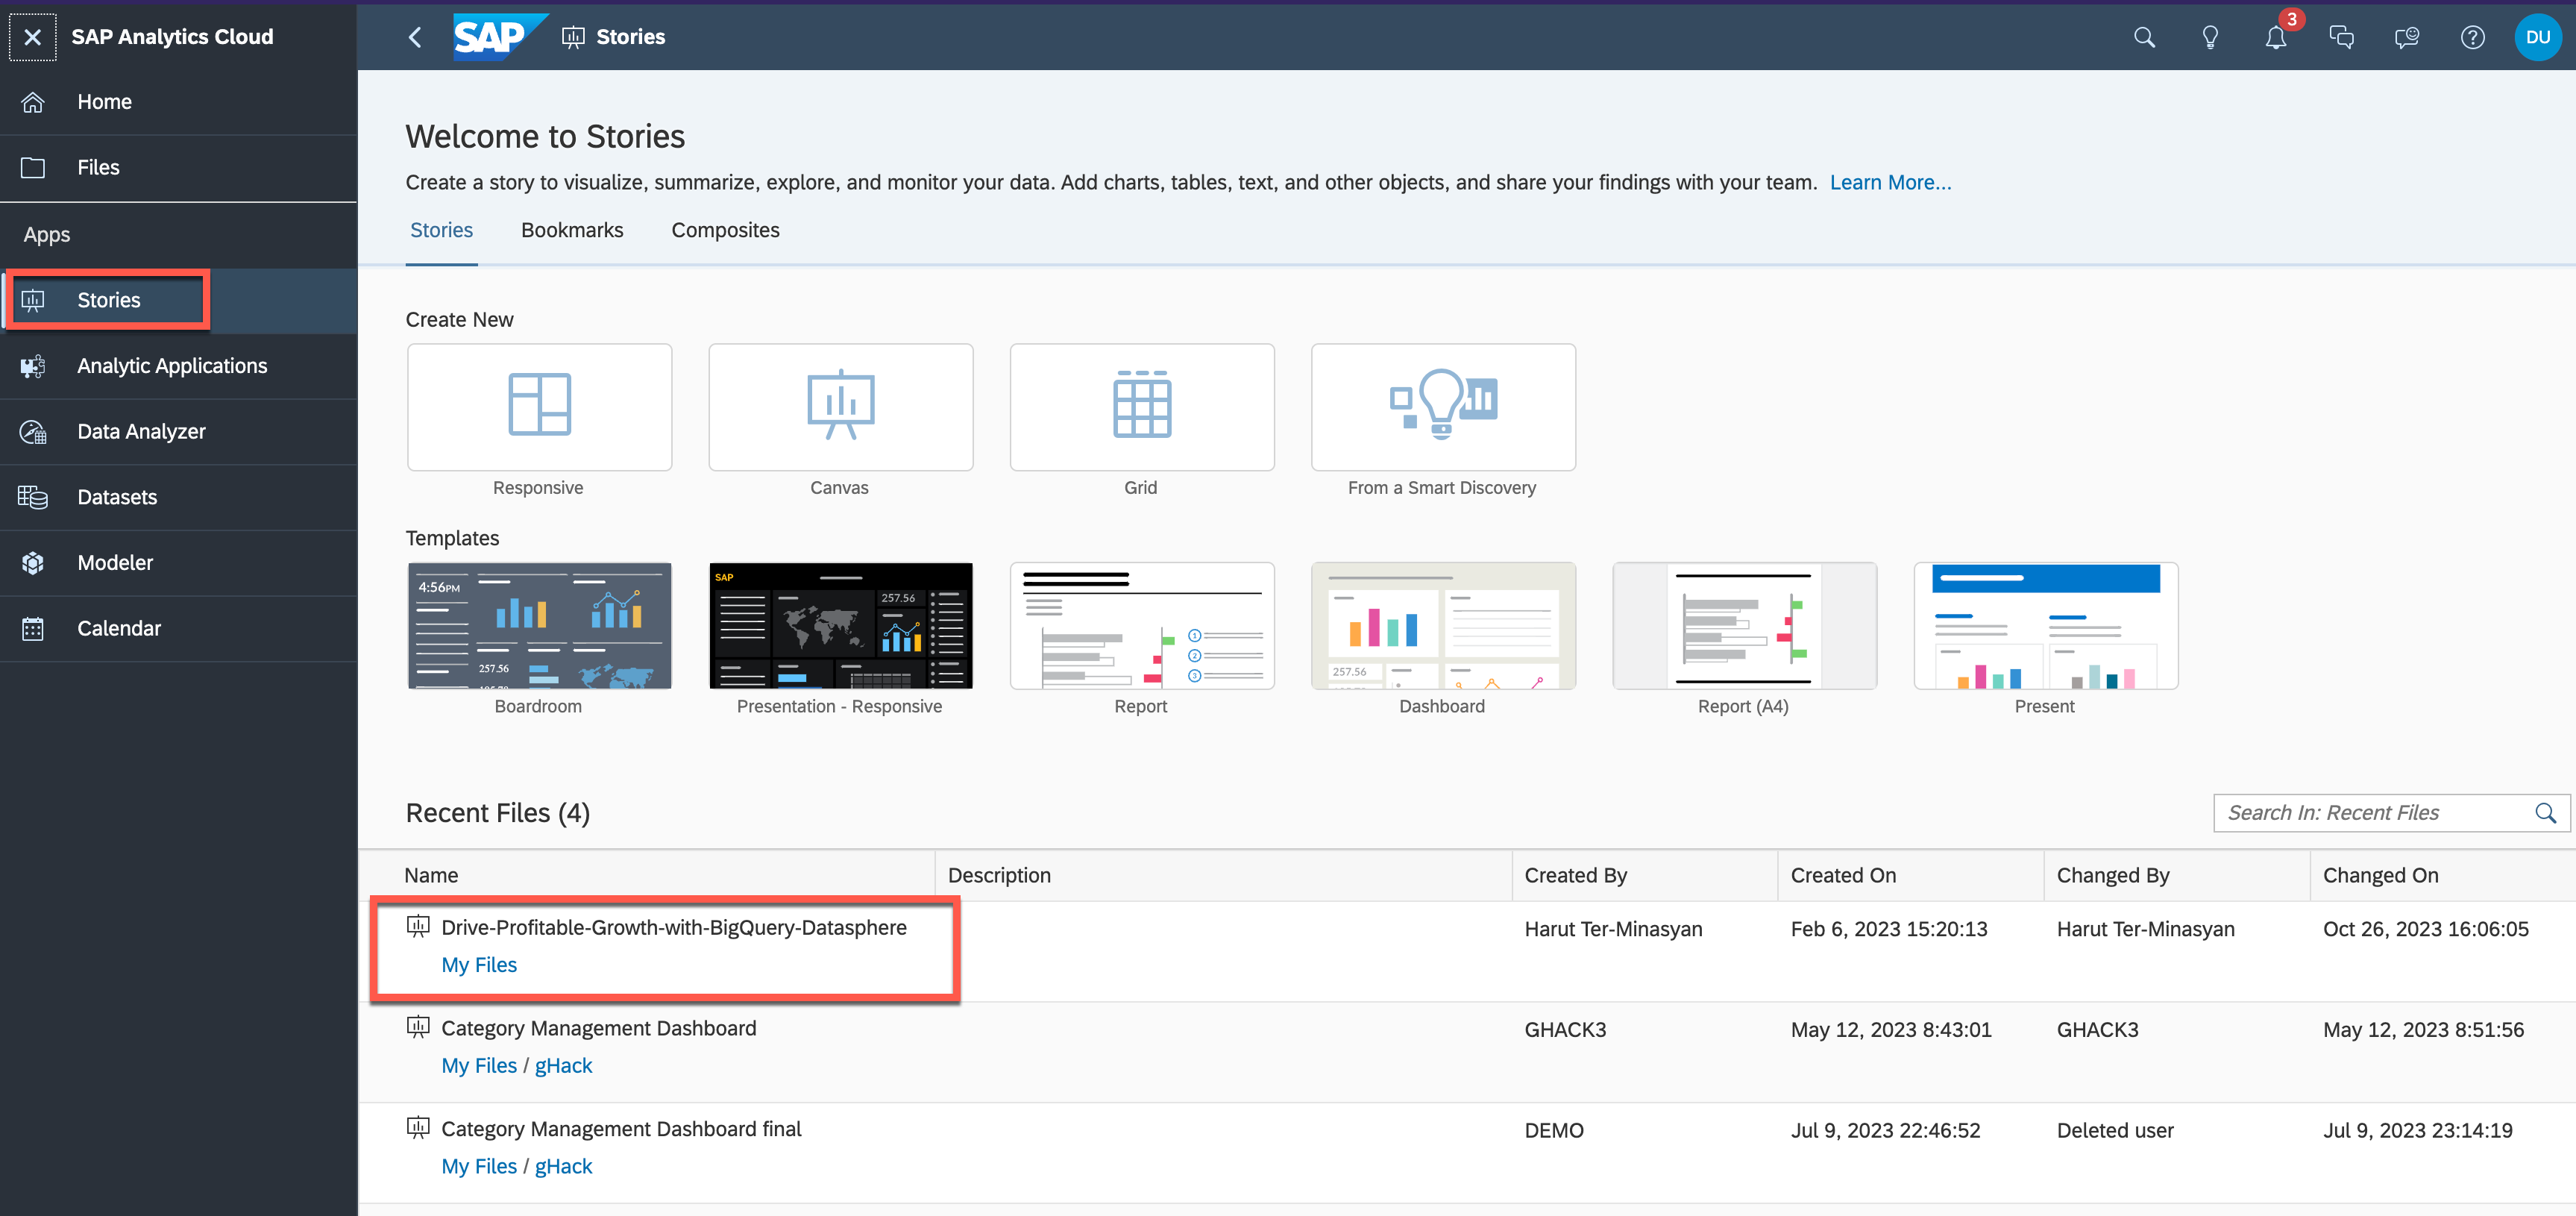 SAP Analytics Cloud
SAP Stories
3
DU
Home
Files
Apps
Stories
Analytic Applications
Data Analyzer
Datasets
Modeler
Calendar
Welcome to Stories
Create a story to visualize, summarize, explore, and monitor your data. Add charts, tables, text, and other objects, and share your findings with your team. Learn More...
Stories Bookmarks Composites
Create New
Responsive Canvas Grid From a Smart Discovery
Templates
4:56PM
257.56
SAP
257.56
1
2
3
257.56
Boardroom Presentation - Responsive Report Dashboard Report (A4) Present
Recent Files (4)
Search In: Recent Files
Name Description Created By Created On Changed By Changed On
Drive-Profitable-Growth-with-BigQuery-Datasphere Harut Ter-Minasyan Feb 6, 2023 15:20:13 Harut Ter-Minasyan Oct 26, 2023 16:06:05
My Files
Category Management Dashboard GHACK3 May 12, 2023 8:43:01 GHACK3 May 12, 2023 8:51:56
My Files / gHack
Category Management Dashboard final DEMO Jul 9, 2023 22:46:52 Deleted user Jul 9, 2023 23:14:19
My Files / gHack